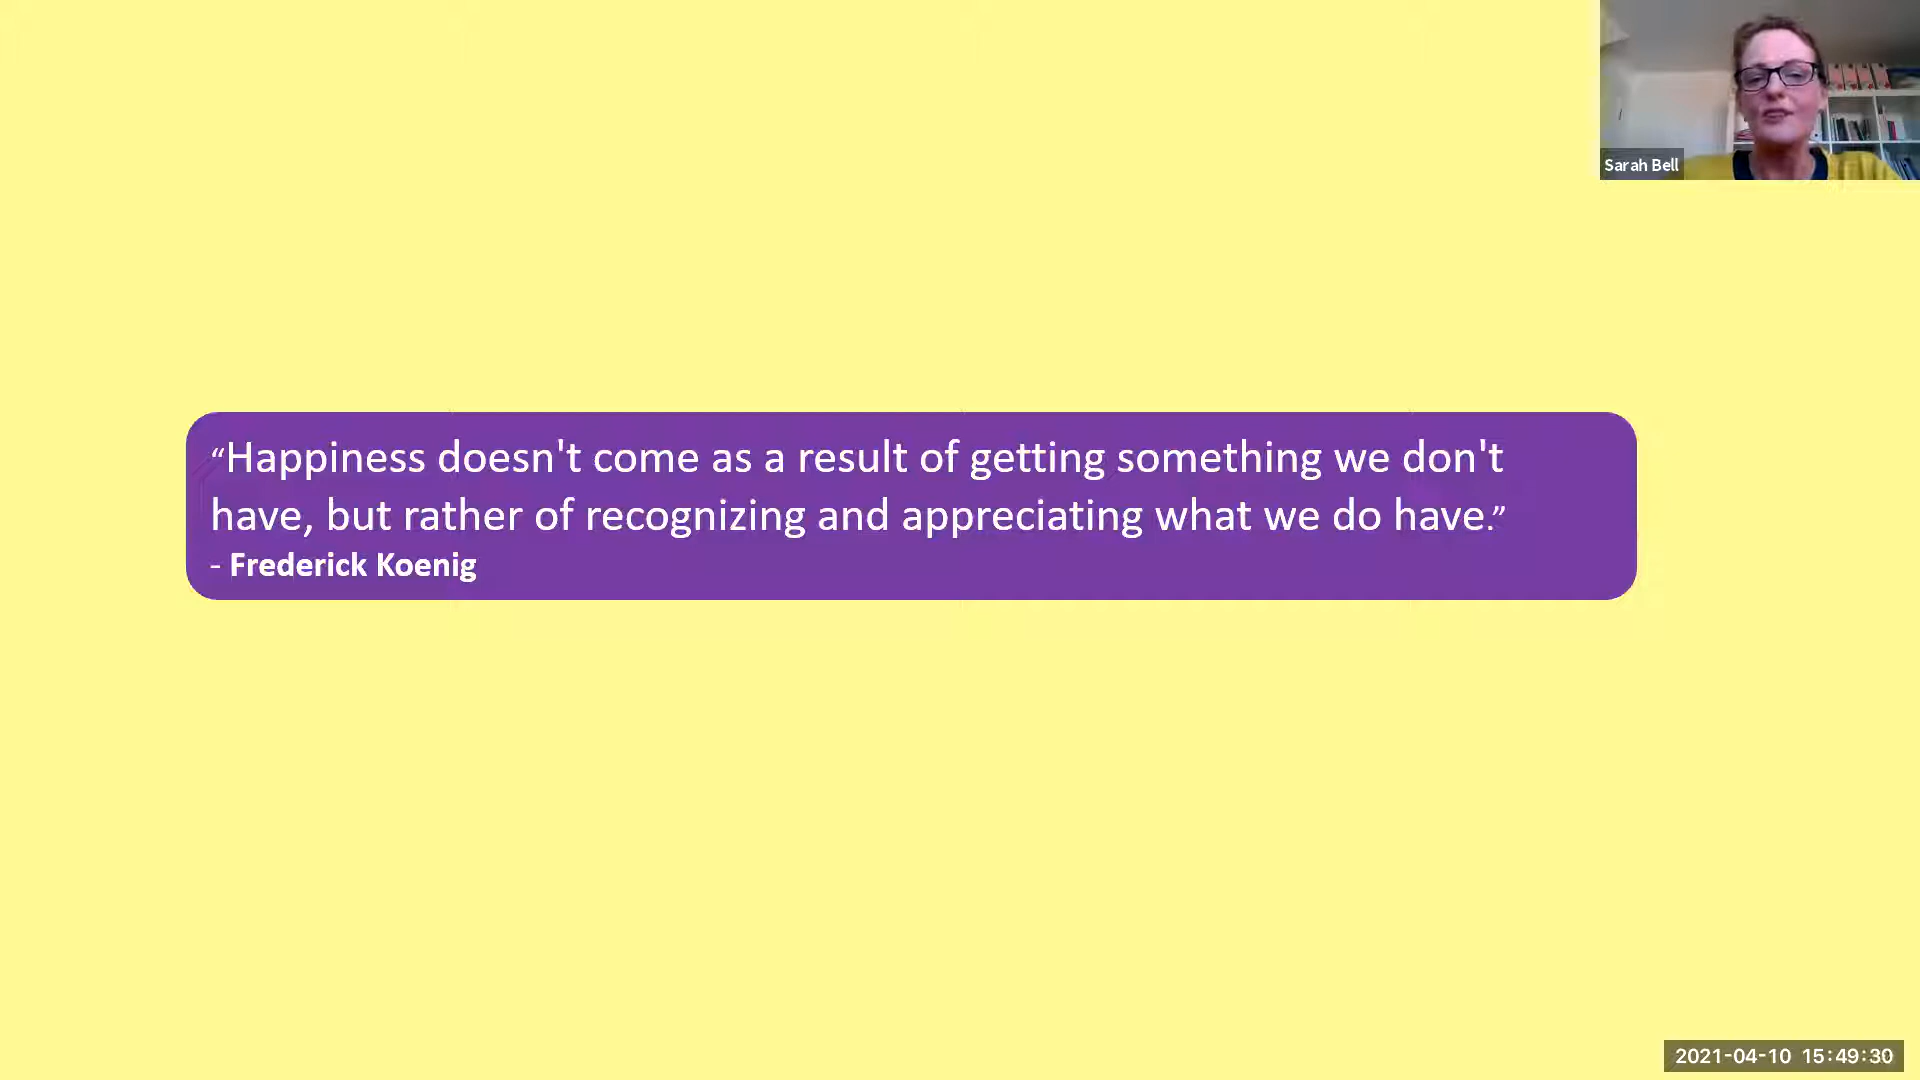 Sarah Bell
“Happiness doesn't come as a result of getting something we don't
have, but rather of recognizing and appreciating what we do have.”
- Frederick Koenig
2021-04-10 15:49:30